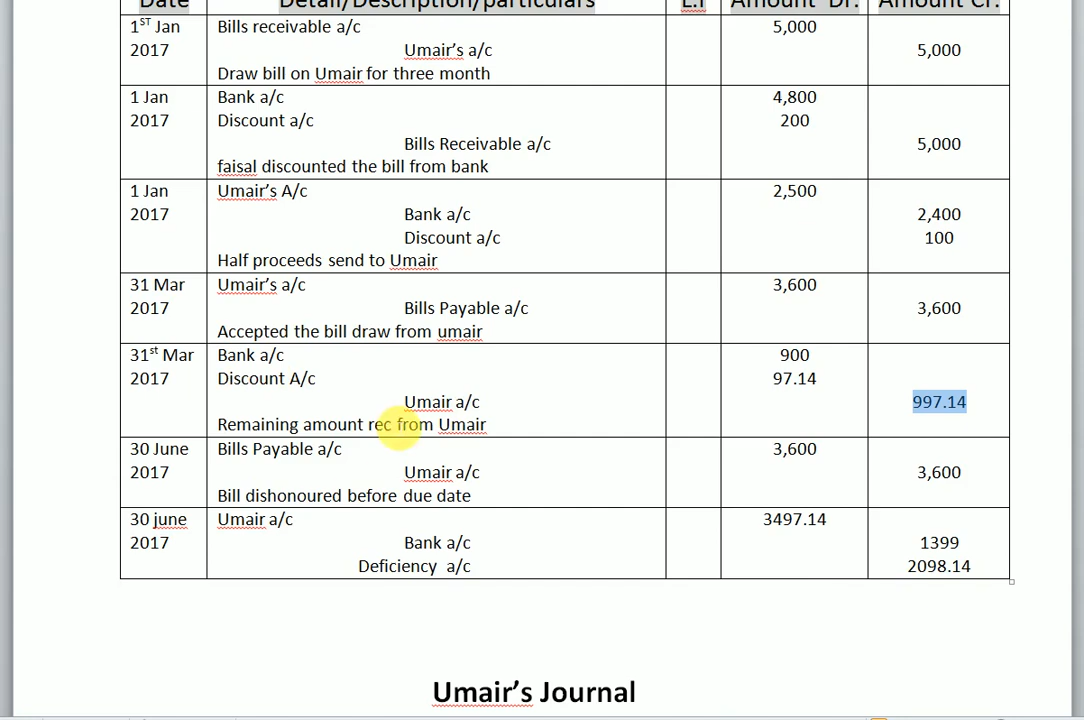 Date Detail/Description/particulars L.F Amount Dr. Amount Cr.
1ST Jan 2017 Bills receivable a/c 5,000
Umair's a/c 5,000
Draw bill on Umair for three month
1 Jan 2017 Bank a/c 4,800
Discount a/c 200
Bills Receivable a/c 5,000
faisal discounted the bill from bank
1 Jan 2017 Umair's A/c 2,500
Bank a/c 2,400
Discount a/c 100
Half proceeds send to Umair
31 Mar 2017 Umair's a/c 3,600
Bills Payable a/c 3,600
Accepted the bill draw from umair
31st Mar 2017 Bank a/c 900
Discount A/c 97.14
Umair a/c 997.14
Remaining amount rec from Umair
30 June 2017 Bills Payable a/c 3,600
Umair a/c 3,600
Bill dishonoured before due date
30 june 2017 Umair a/c 3497.14
Bank a/c 1399
Deficiency a/c 2098.14
Umair's Journal